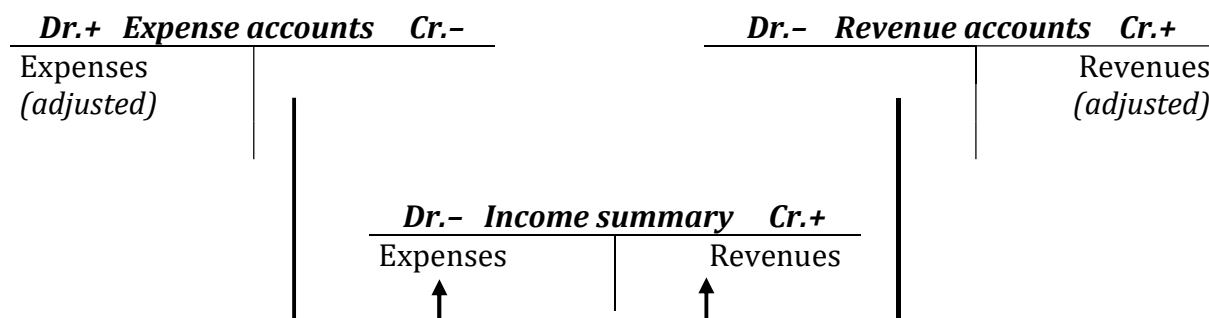 Dr.+ Expense accounts Cr.–
Dr.– Revenue accounts Cr.+
Expenses
(adjusted)
Revenues
(adjusted)
Dr.– Income summary Cr.+
Expenses
Revenues